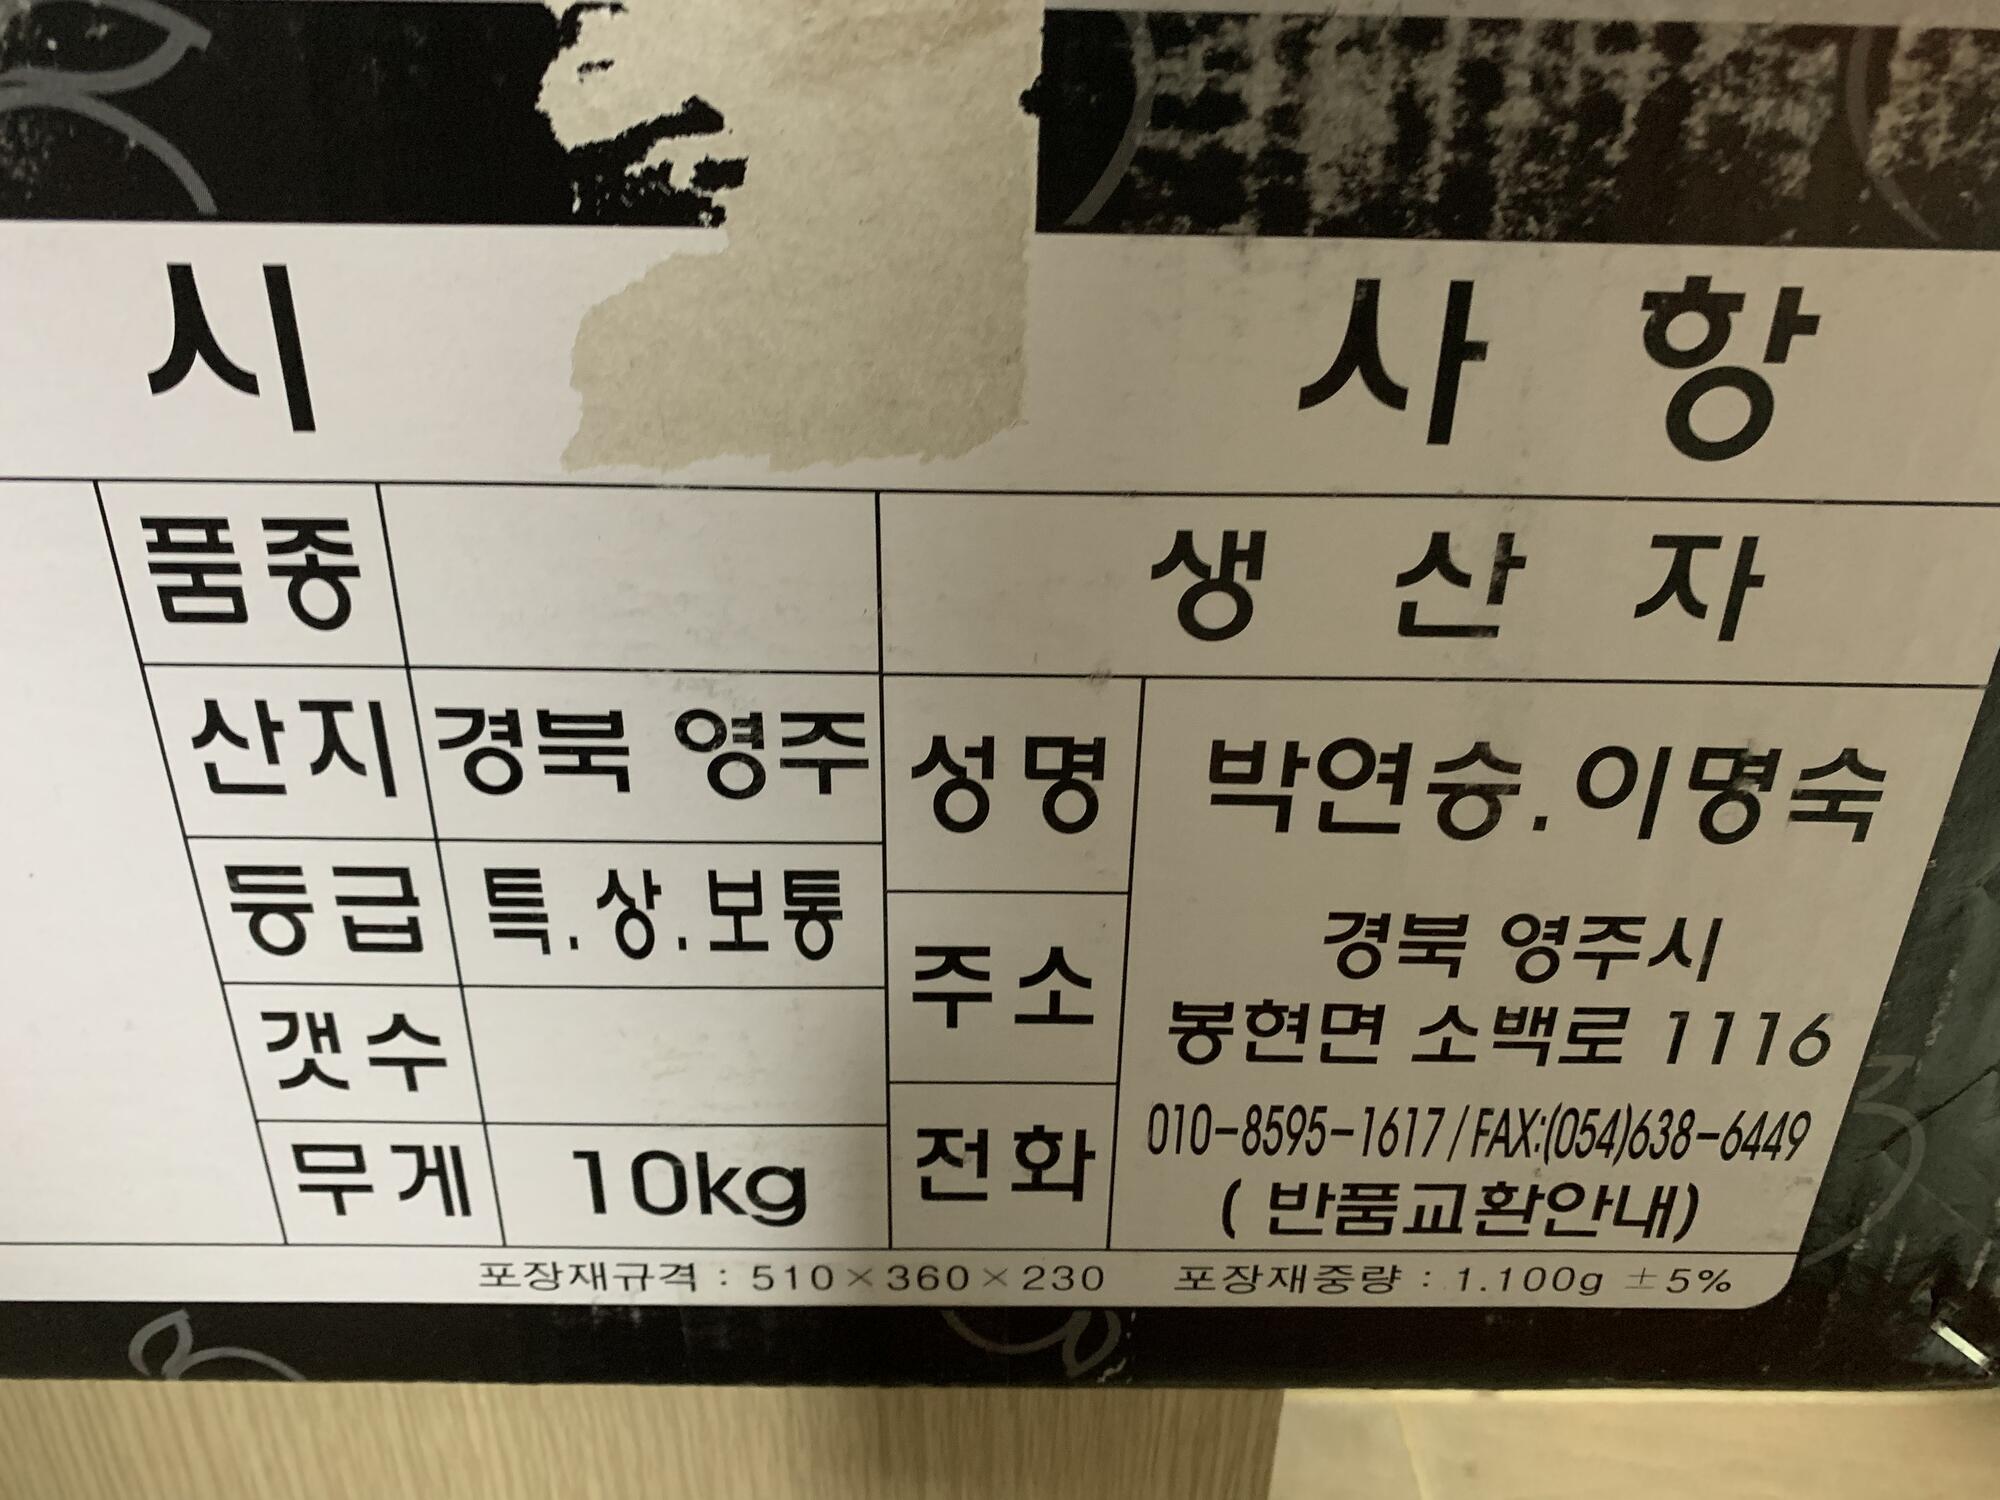 시 사 항
품종
생 산 자
산지 경북 영주
성명 박연승.이명숙
등급 특.상.보통
주소 경북 영주시
봉현면 소백로 1116
갯수
무게 10kg
전화 010-8595-1617/FAX:(054)638-6449
(반품교환안내)
포장재규격 : 510×360×230 포장재중량 : 1.100g ±5%